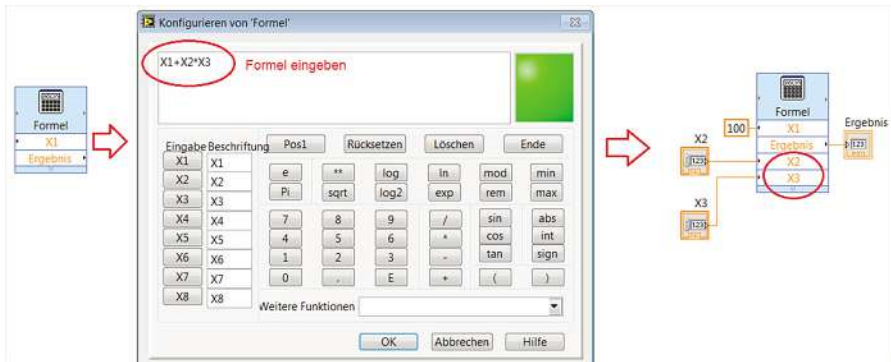 Konfigurieren von 'Formel'
X1+X2*X3
Formel eingeben
Formel
X1
Ergebnis
Eingabe Beschriftung
Pos1 Rücksetzen Löschen Ende
X1 X1
X2 X2
X3 X3
X4 X4
X5 X5
X6 X6
X7 X7
X8 X8
e ** log ln mod min
Pi sqrt log2 exp rem max
7 8 9 / sin abs
4 5 6 * cos int
1 2 3 - tan sign
0 . E + ( )
Weitere Funktionen
OK Abbrechen Hilfe
Formel
100 X1
Ergebnis
X2
X3
Ergebnis
123
X2
123
X3
123